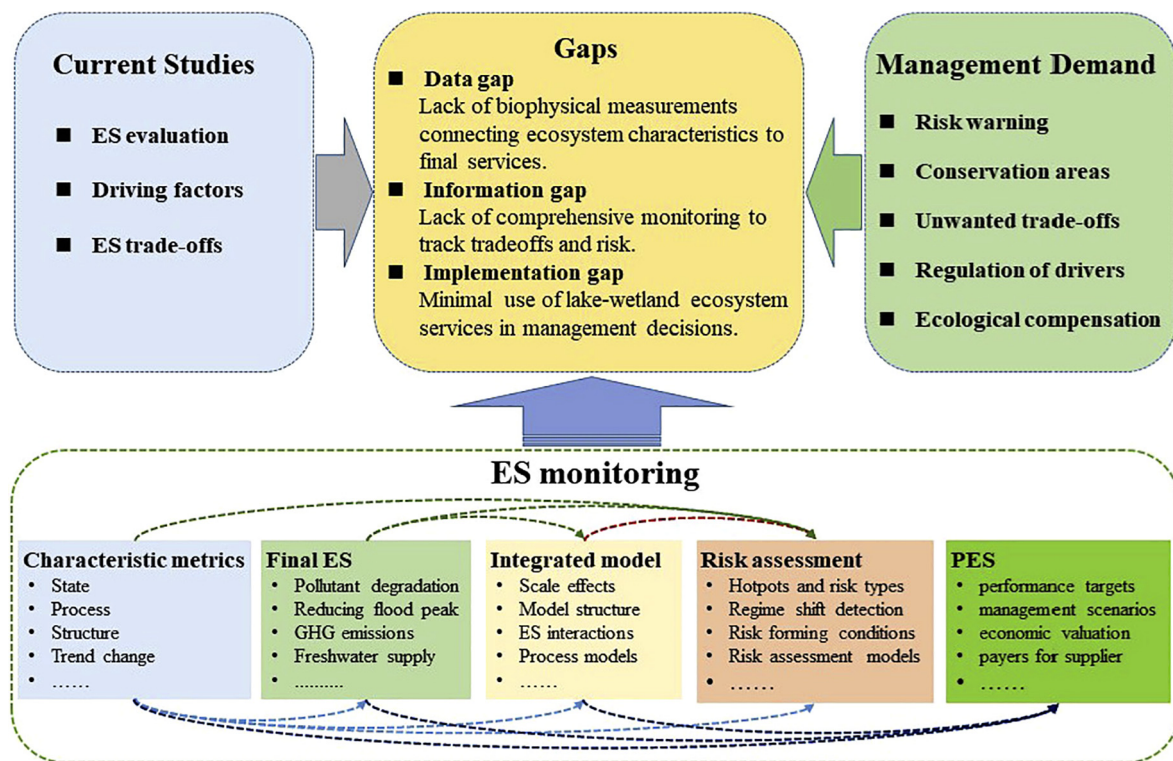 Current Studies
■ ES evaluation
■ Driving factors
■ ES trade-offs
Gaps
■ Data gap
Lack of biophysical measurements
connecting ecosystem characteristics to
final services.
■ Information gap
Lack of comprehensive monitoring to
track tradeoffs and risk.
■ Implementation gap
Minimal use of lake-wetland ecosystem
services in management decisions.
Management Demand
■ Risk warning
■ Conservation areas
■ Unwanted trade-offs
■ Regulation of drivers
■ Ecological compensation
ES monitoring
Characteristic metrics
• State
• Process
• Structure
• Trend change
• ……
Final ES
• Pollutant degradation
• Reducing flood peak
• GHG emissions
• Freshwater supply
• ..........
Integrated model
• Scale effects
• Model structure
• ES interactions
• Process models
• ……
Risk assessment
• Hotpots and risk types
• Regime shift detection
• Risk forming conditions
• Risk assessment models
• ……
PES
• performance targets
• management scenarios
• economic valuation
• payers for supplier
• ……